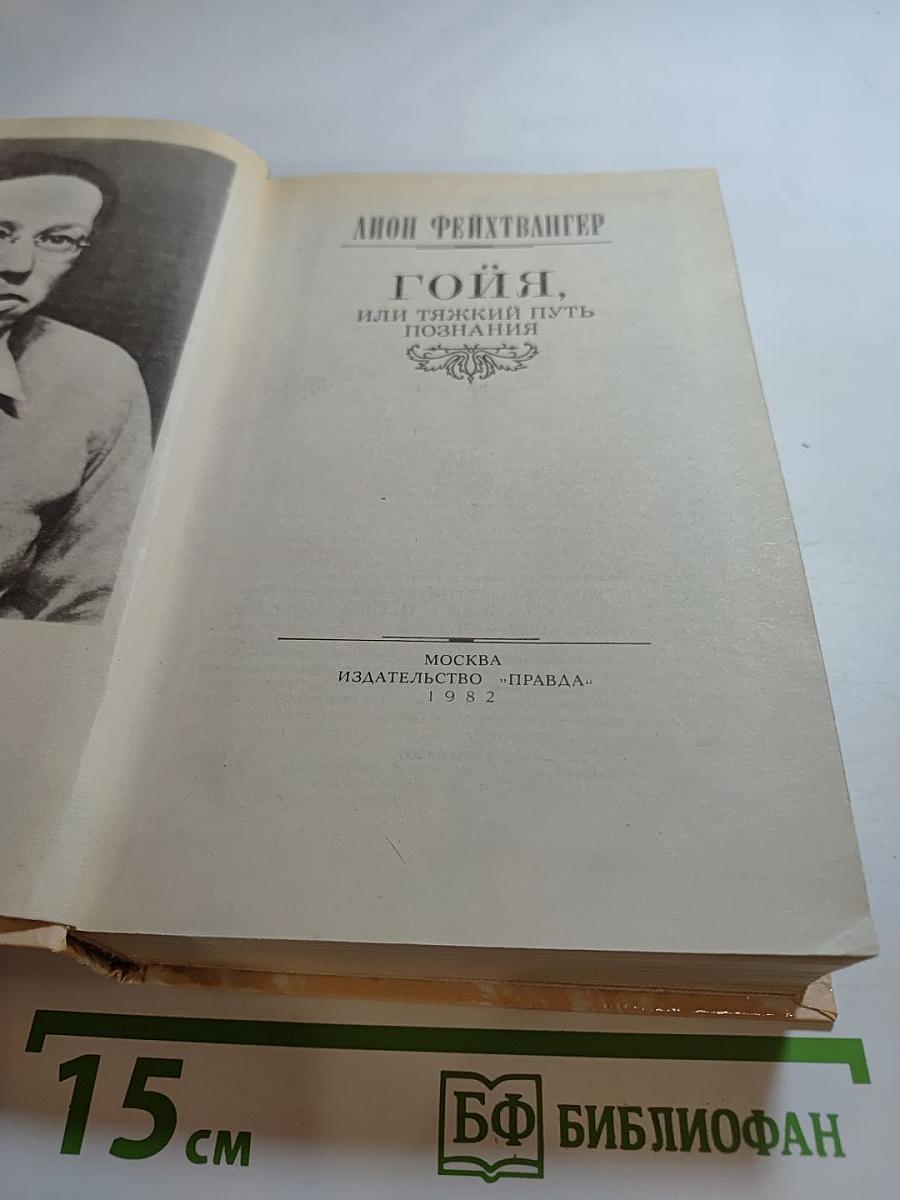 ЛИОН ФЕЙХТВАНГЕР
ГОЙЯ,
ИЛИ ТЯЖКИЙ ПУТЬ
ПОЗНАНИЯ
МОСКВА
ИЗДАТЕЛЬСТВО „ПРАВДА“
1982
15 см
БФ БИБЛИОФАН